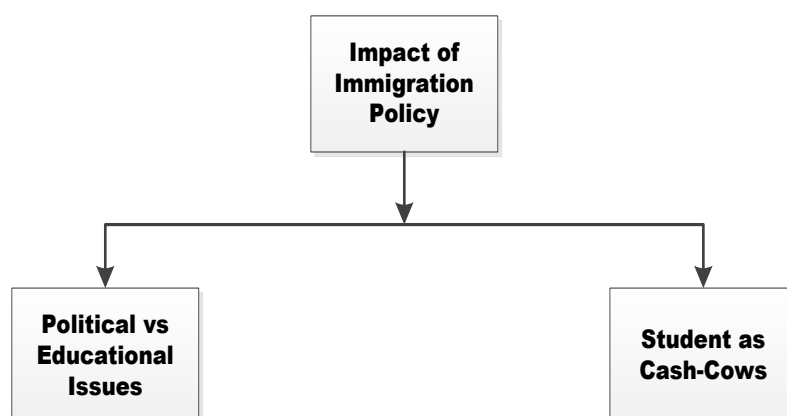 Impact of
Immigration
Policy
Political vs
Educational
Issues
Student as
Cash-Cows